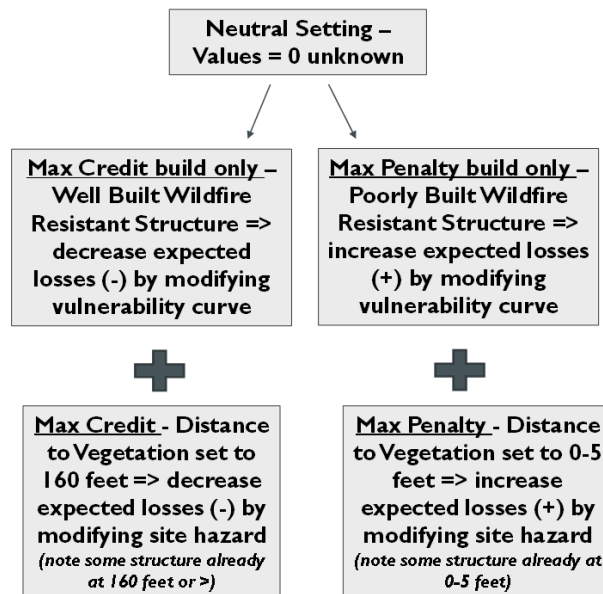 Neutral Setting –
Values = 0 unknown
Max Credit build only –
Well Built Wildfire
Resistant Structure =>
decrease expected
losses (-) by modifying
vulnerability curve
Max Penalty build only –
Poorly Built Wildfire
Resistant Structure =>
increase expected losses
(+) by modifying
vulnerability curve
Max Credit - Distance
to Vegetation set to
160 feet => decrease
expected losses (-) by
modifying site hazard
(note some structure already
at 160 feet or >)
Max Penalty - Distance
to Vegetation set to 0-5
feet => increase
expected losses (+) by
modifying site hazard
(note some structure already at
0-5 feet)